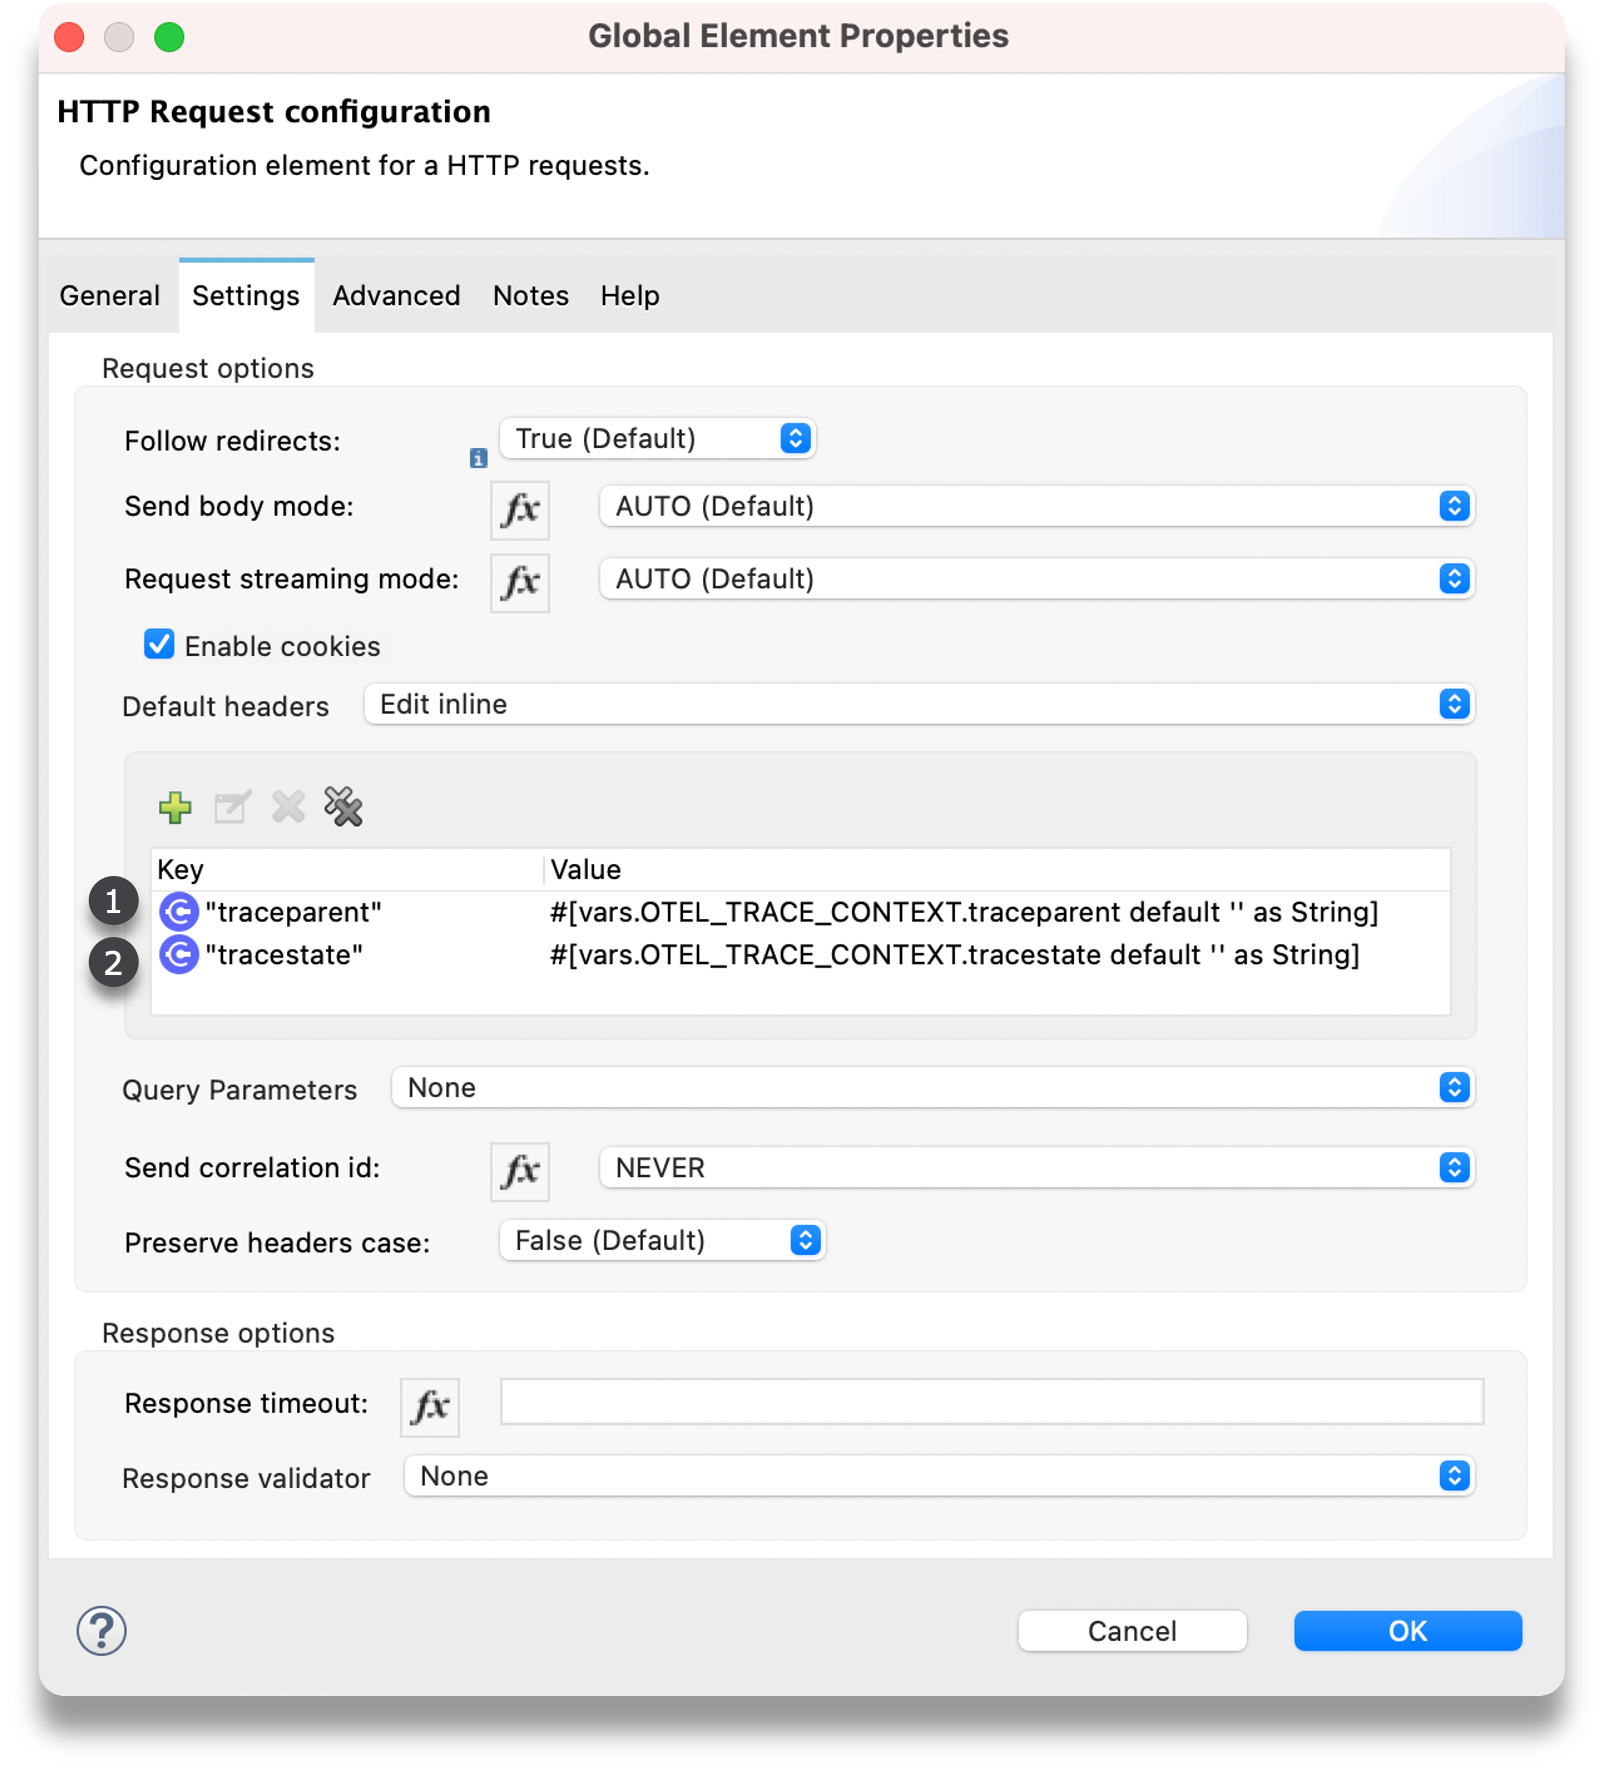 Global Element Properties
HTTP Request configuration
Configuration element for a HTTP requests.
General Settings Advanced Notes Help
Request options
Follow redirects: i True (Default)
Send body mode: fx AUTO (Default)
Request streaming mode: fx AUTO (Default)
Enable cookies
Default headers Edit inline
Key Value
1 "traceparent" #[vars.OTEL_TRACE_CONTEXT.traceparent default '' as String]
2 "tracestate" #[vars.OTEL_TRACE_CONTEXT.tracestate default '' as String]
Query Parameters None
Send correlation id: fx NEVER
Preserve headers case: False (Default)
Response options
Response timeout: fx
Response validator None
? Cancel OK